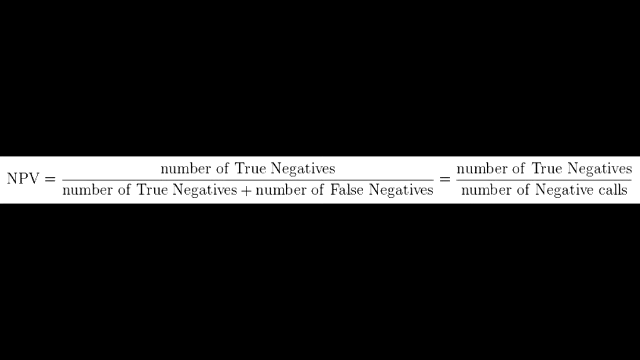 NPV = number of True Negatives / number of True Negatives + number of False Negatives = number of True Negatives / number of Negative calls